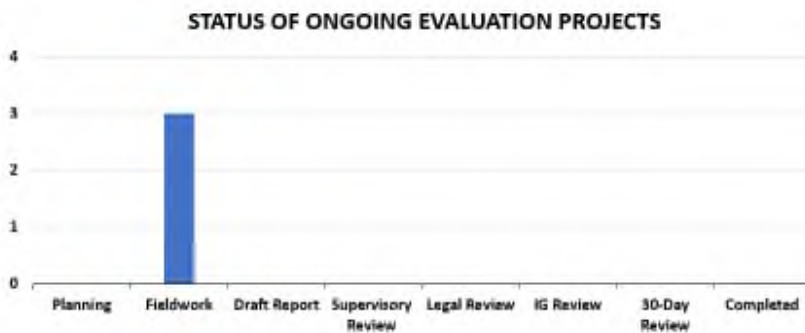 STATUS OF ONGOING EVALUATION PROJECTS
4
3
2
1
0
Planning Fieldwork Draft Report Supervisory Review Legal Review IG Review 30-Day Review Completed